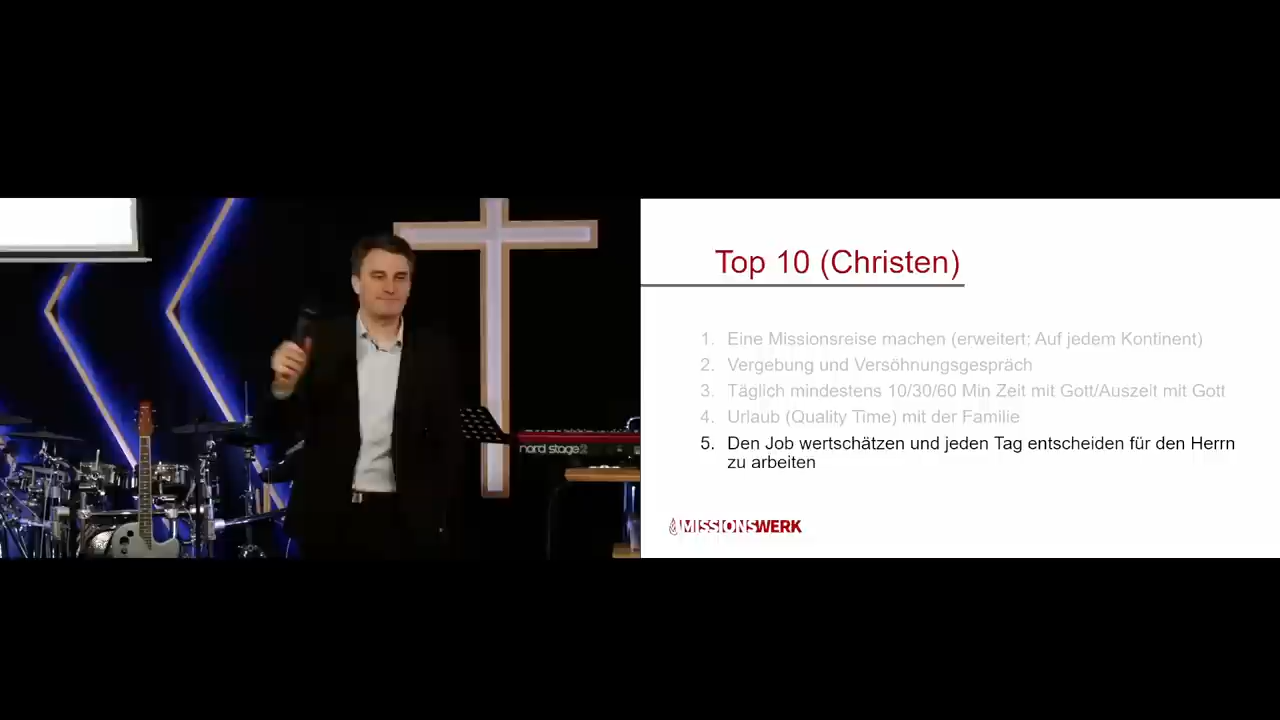 Top 10 (Christen)
1. Eine Missionsreise machen (erweitert: Auf jedem Kontinent)
2. Vergebung und Versöhnungsgespräch
3. Täglich mindestens 10/30/60 Min Zeit mit Gott/Auszeit mit Gott
4. Urlaub (Quality Time) mit der Familie
5. Den Job wertschätzen und jeden Tag entscheiden für den Herrn
zu arbeiten
nord stage 2
MISSIONSWERK